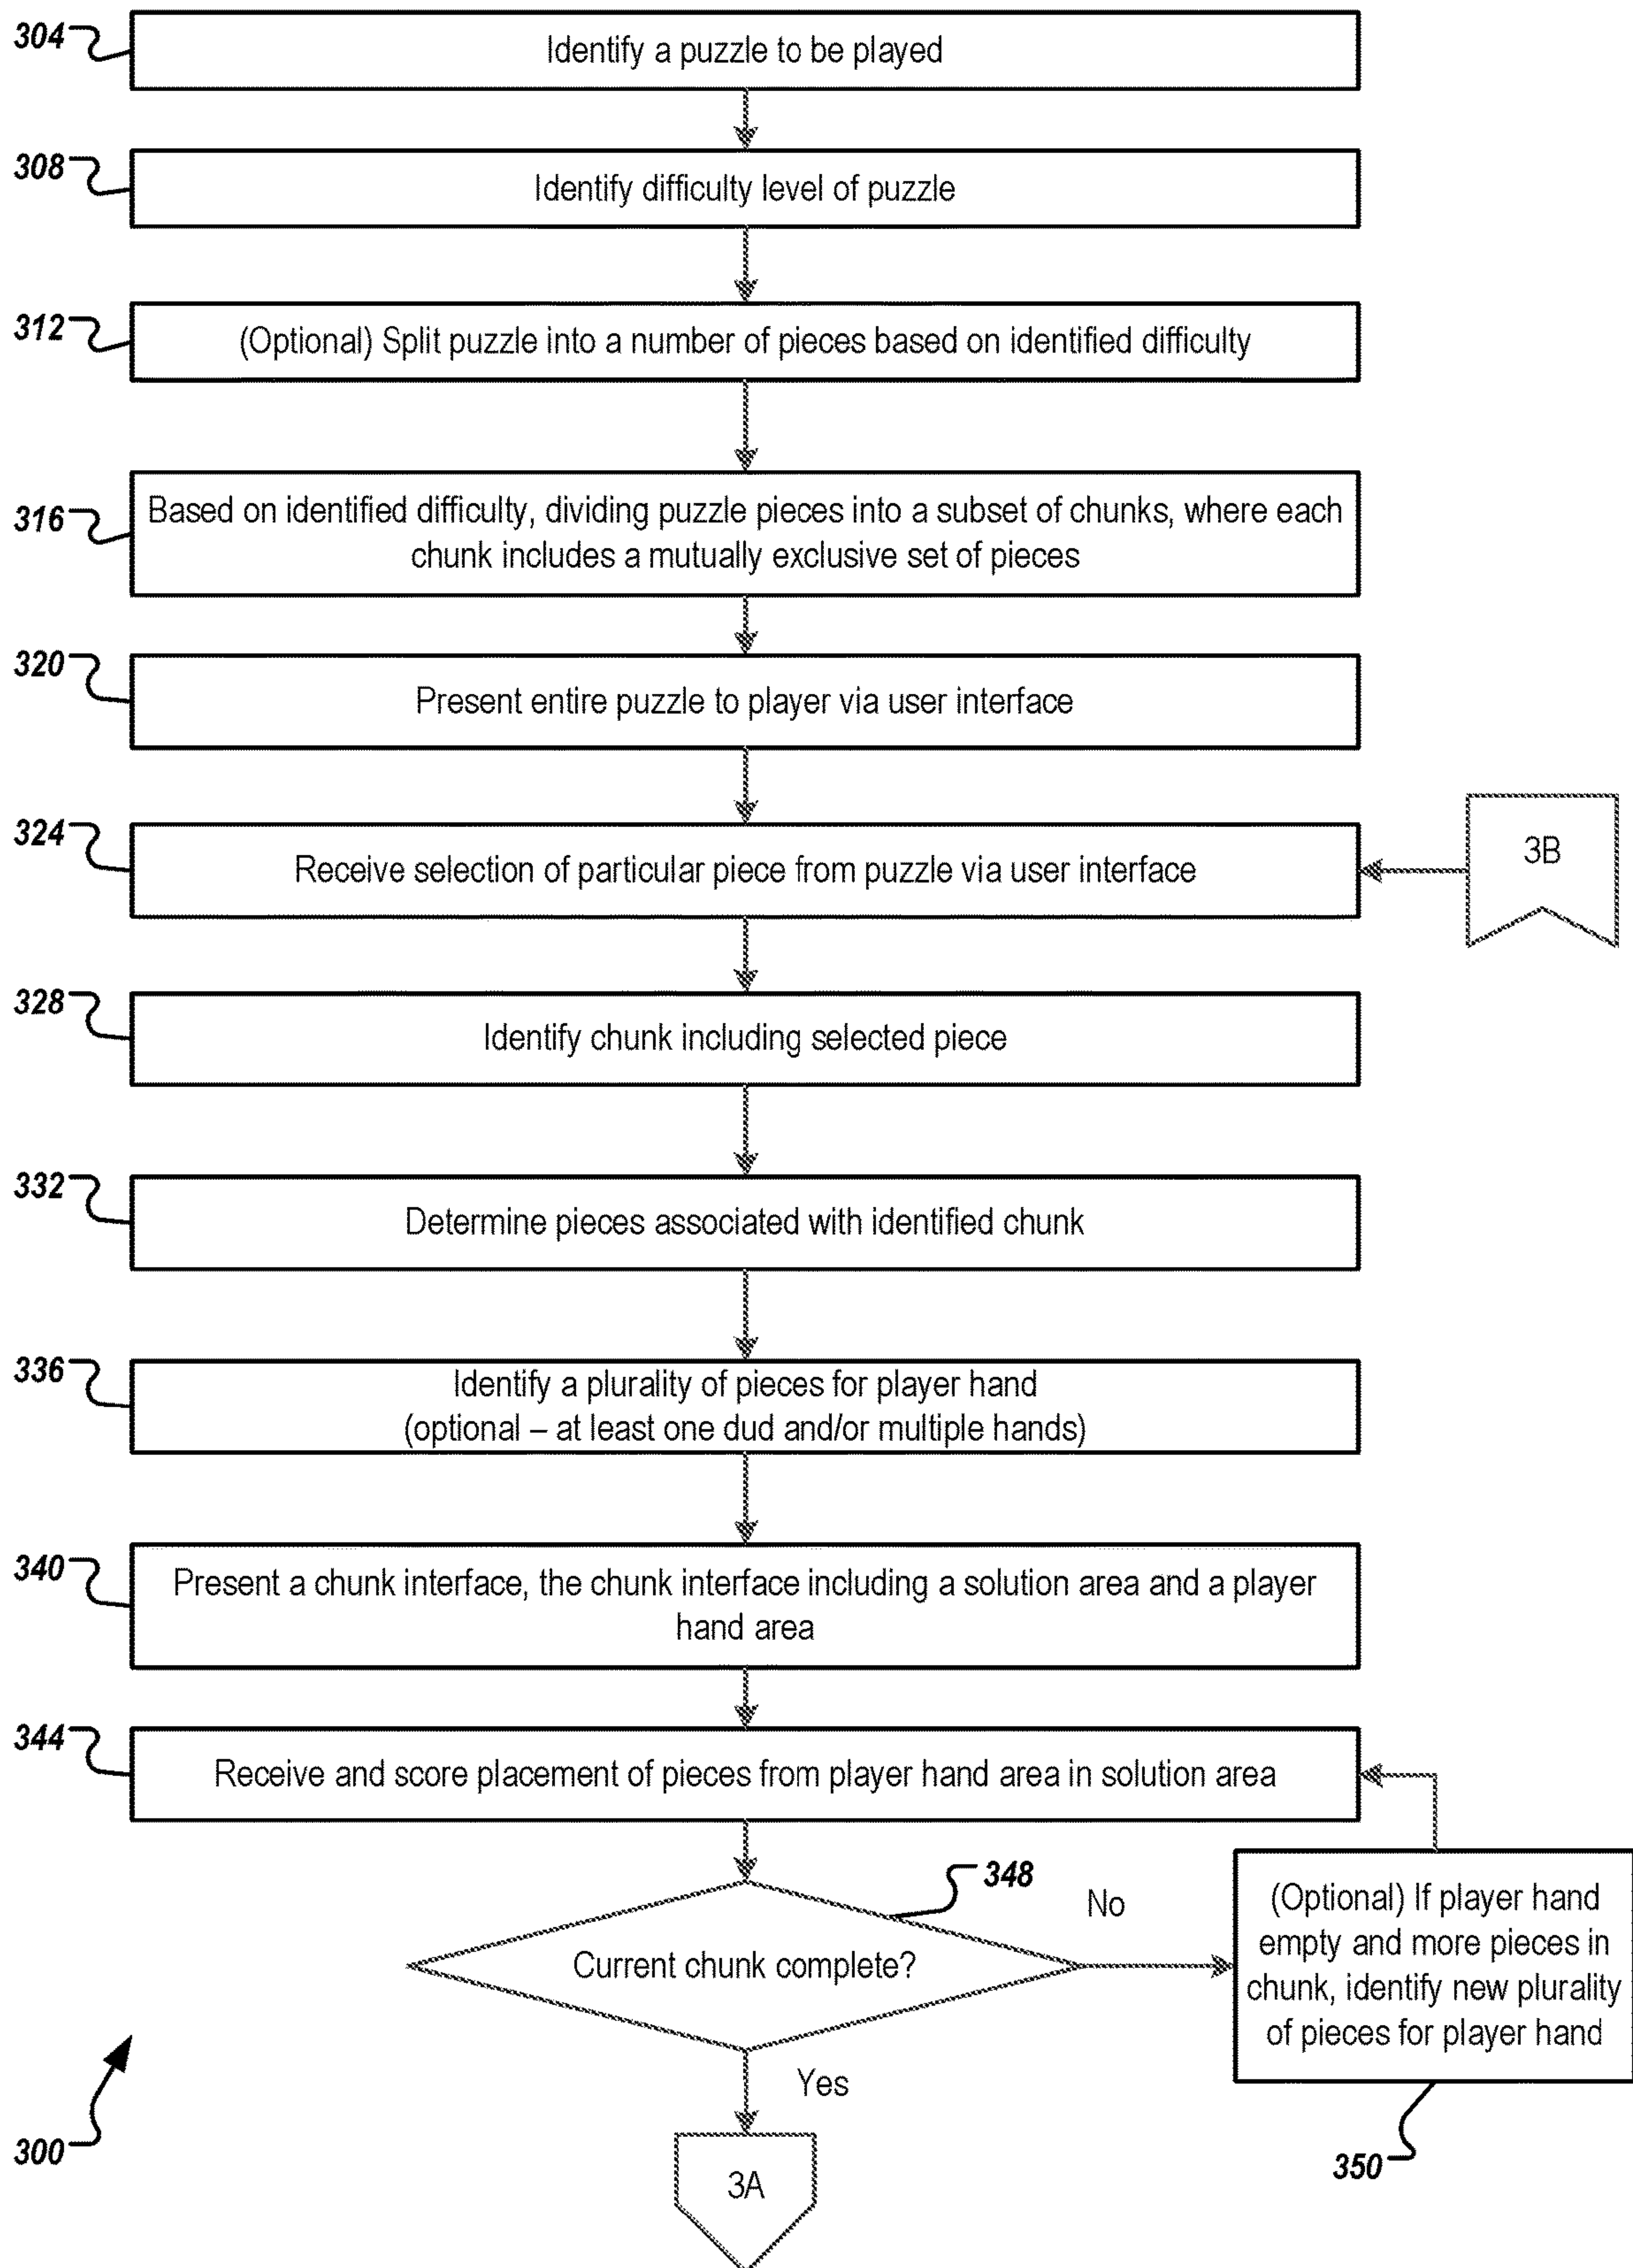 304
Identify a puzzle to be played
308
Identify difficulty level of puzzle
312
(Optional) Split puzzle into a number of pieces based on identified difficulty
316
Based on identified difficulty, dividing puzzle pieces into a subset of chunks, where each
chunk includes a mutually exclusive set of pieces
320
Present entire puzzle to player via user interface
324
Receive selection of particular piece from puzzle via user interface
3B
328
Identify chunk including selected piece
332
Determine pieces associated with identified chunk
336
Identify a plurality of pieces for player hand
(optional – at least one dud and/or multiple hands)
340
Present a chunk interface, the chunk interface including a solution area and a player
hand area
344
Receive and score placement of pieces from player hand area in solution area
348
Current chunk complete?
No
(Optional) If player hand
empty and more pieces in
chunk, identify new plurality
of pieces for player hand
350
Yes
3A
300